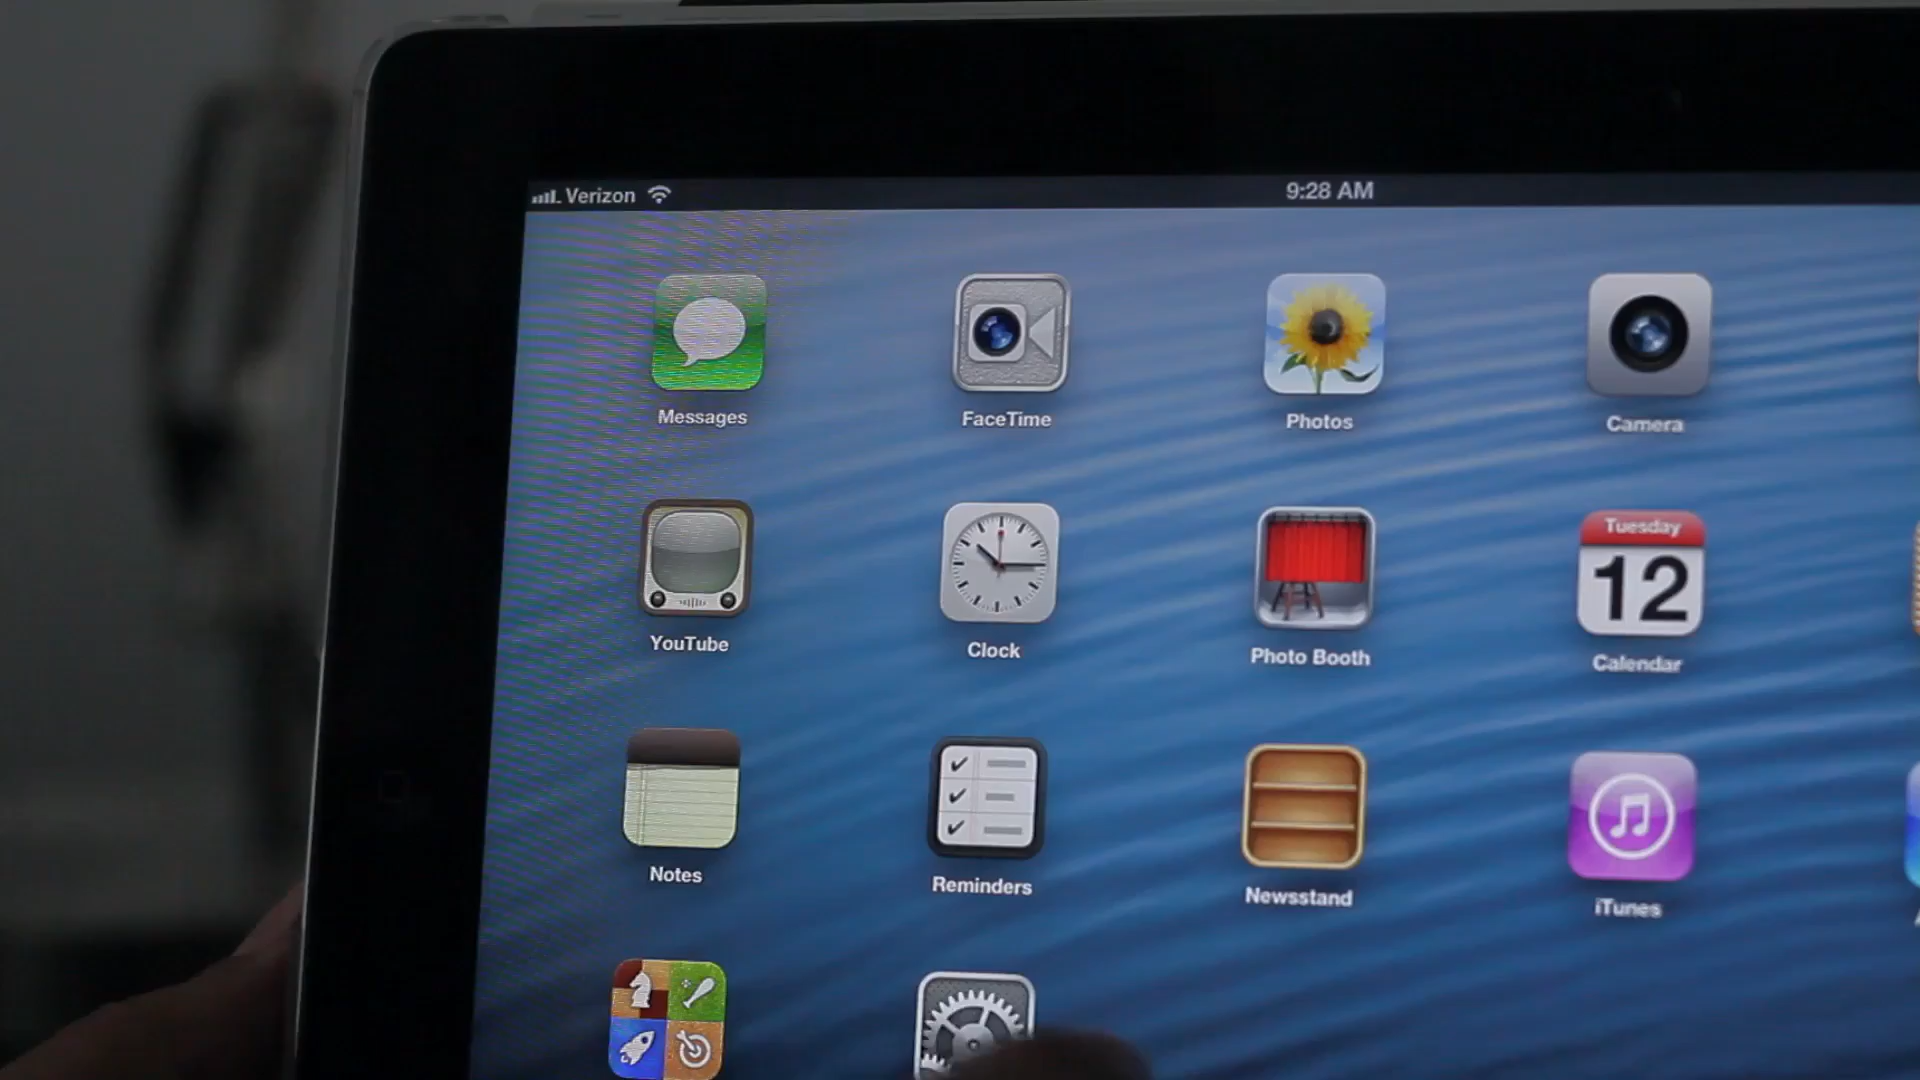 Verizon
9:28 AM
Messages
FaceTime
Photos
Camera
Tuesday
12
YouTube
Clock
Photo Booth
Calendar
Notes
Reminders
Newsstand
iTunes